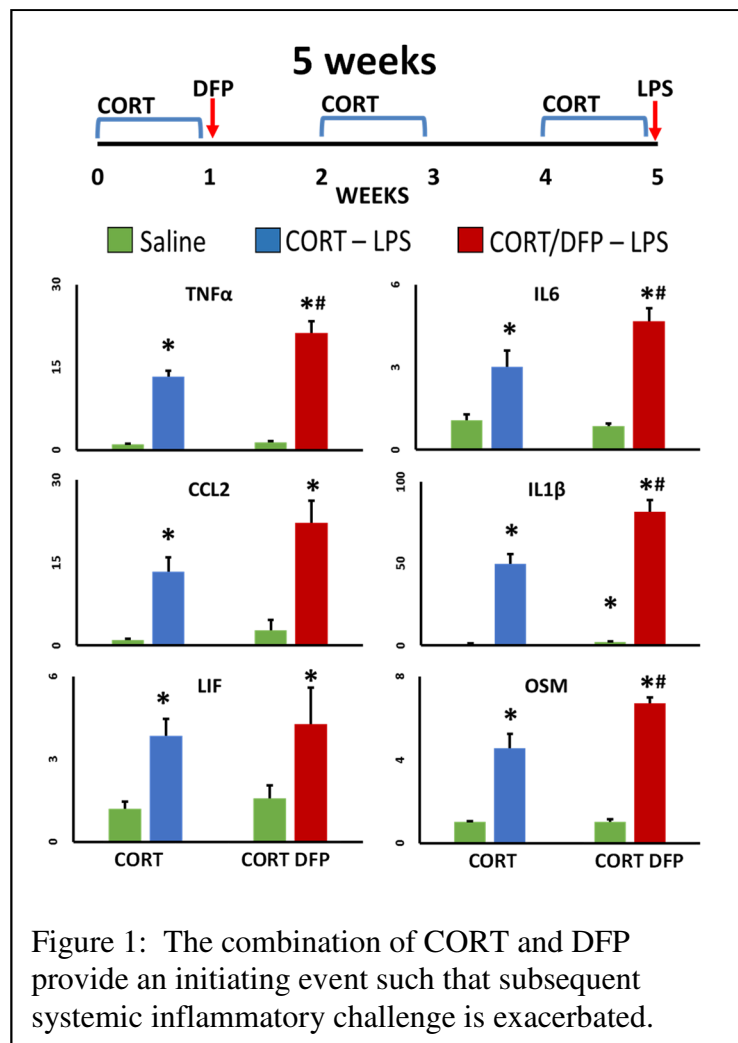 5 weeks
CORT DFP CORT CORT LPS
0 1 2 3 4 5
WEEKS
Saline CORT – LPS CORT/DFP – LPS
TNFα
30
15
0
*
*#
IL6
6
3
0
*
*#
CCL2
30
15
0
*
*
IL1β
100
50
0
*
*
*#
LIF
6
3
0
*
*
CORT CORT DFP
OSM
8
4
0
*
*#
CORT CORT DFP
Figure 1: The combination of CORT and DFP
provide an initiating event such that subsequent
systemic inflammatory challenge is exacerbated.